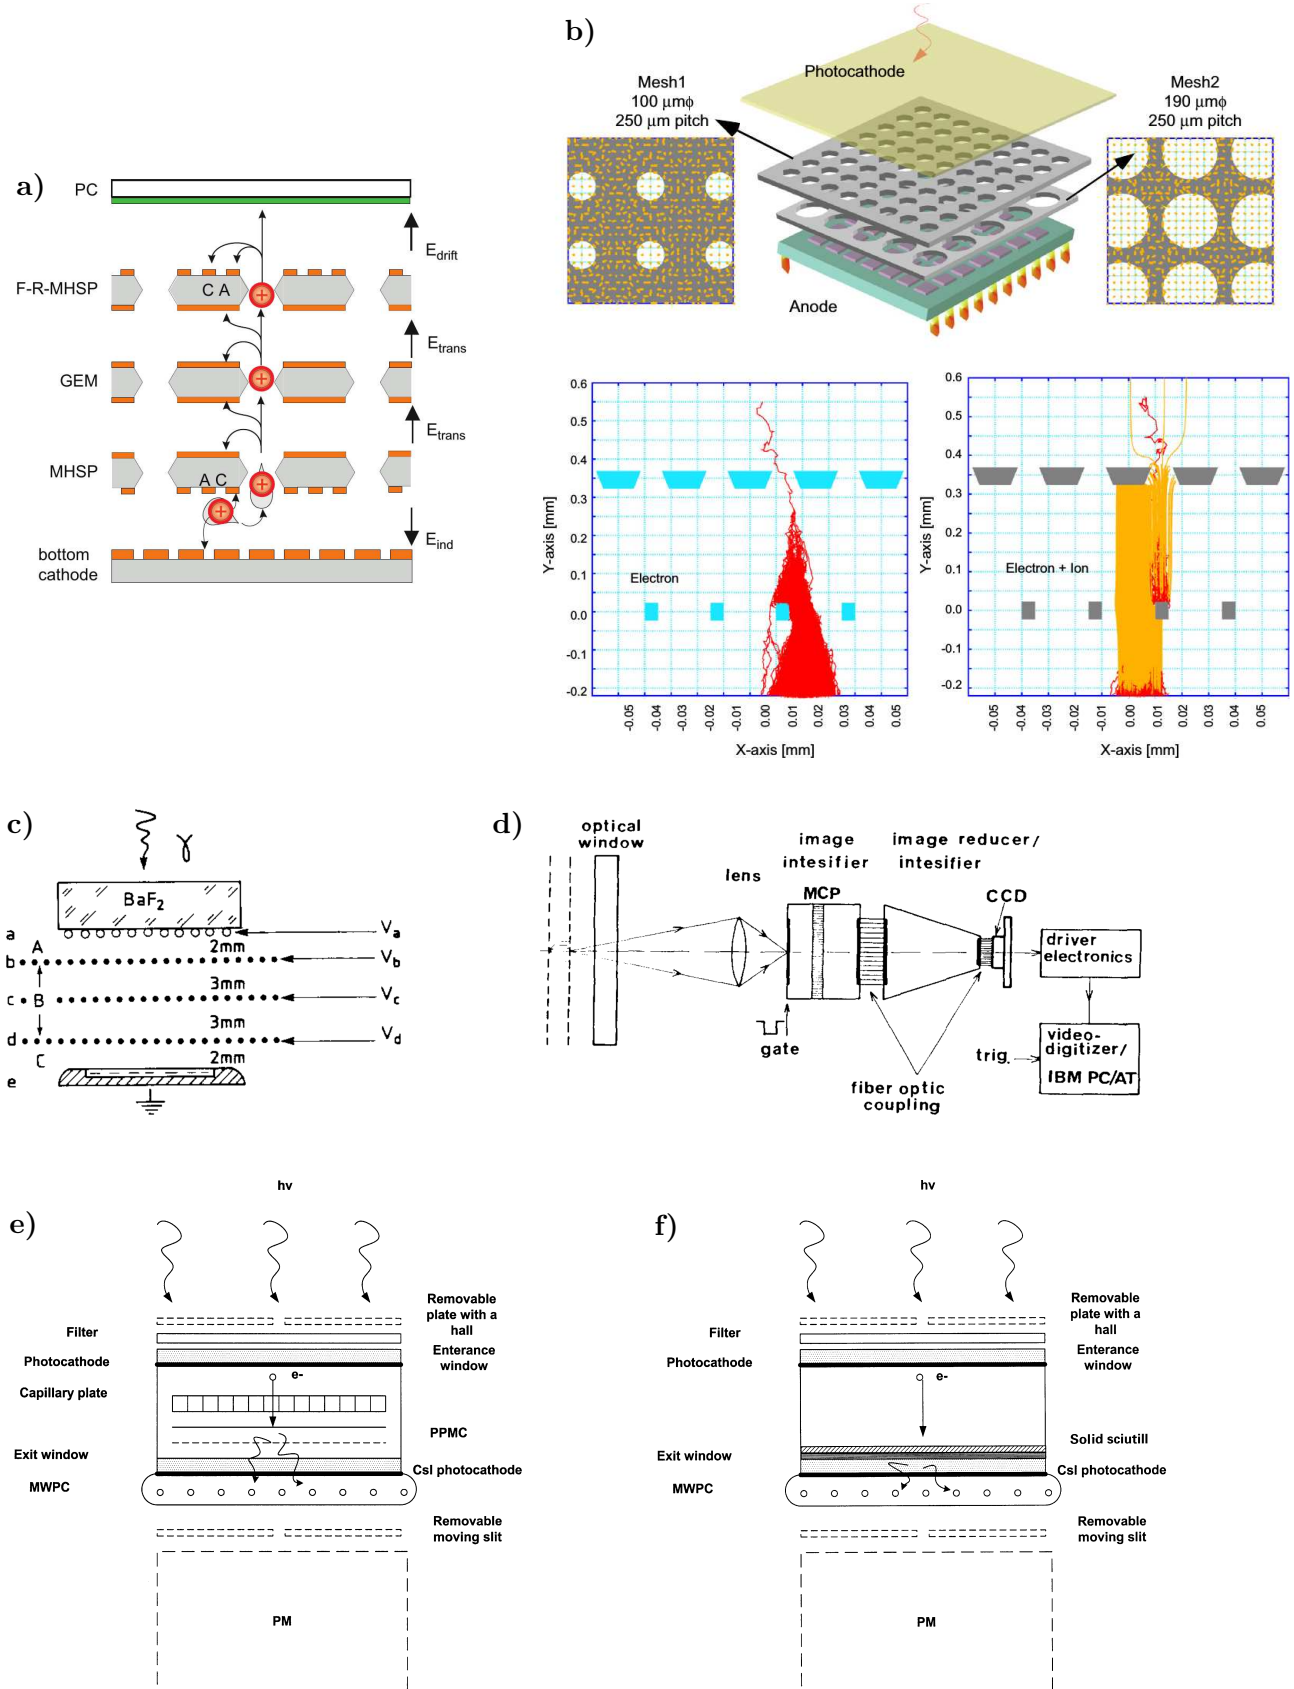 a)
PC
E_drift
F-R-MHSP
C A
E_trans
GEM
E_trans
MHSP
A C
E_ind
bottom
cathode
b)
Photocathode
Mesh1
100 µmϕ
250 µm pitch
Mesh2
190 µmϕ
250 µm pitch
Anode
0.6
0.5
0.4
0.3
0.2
0.1
0.0
-0.1
-0.2
Y-axis [mm]
Electron
-0.05
-0.04
-0.03
-0.02
-0.01
0.00
0.01
0.02
0.03
0.04
0.05
X-axis [mm]
0.6
0.5
0.4
0.3
0.2
0.1
0.0
-0.1
-0.2
Y-axis [mm]
Electron + Ion
-0.05
-0.04
-0.03
-0.02
-0.01
0.00
0.01
0.02
0.03
0.04
0.05
X-axis [mm]
c)
γ
BaF₂
a
V_a
A
2mm
b
V_b
3mm
c
B
V_c
3mm
d
V_d
C
2mm
e
d)
optical
window
lens
image
intesifier
MCP
image reducer/
intesifier
CCD
driver
electronics
gate
fiber optic
coupling
trig.
video-
digitizer/
IBM PC/AT
e)
hν
Removable
plate with a
hall
Filter
Enterance
window
Photocathode
e-
Capillary plate
PPMC
Exit window
CsI photocathode
MWPC
Removable
moving slit
PM
f)
hν
Removable
plate with a
hall
Filter
Enterance
window
Photocathode
e-
Solid sciutill
Exit window
CsI photocathode
MWPC
Removable
moving slit
PM